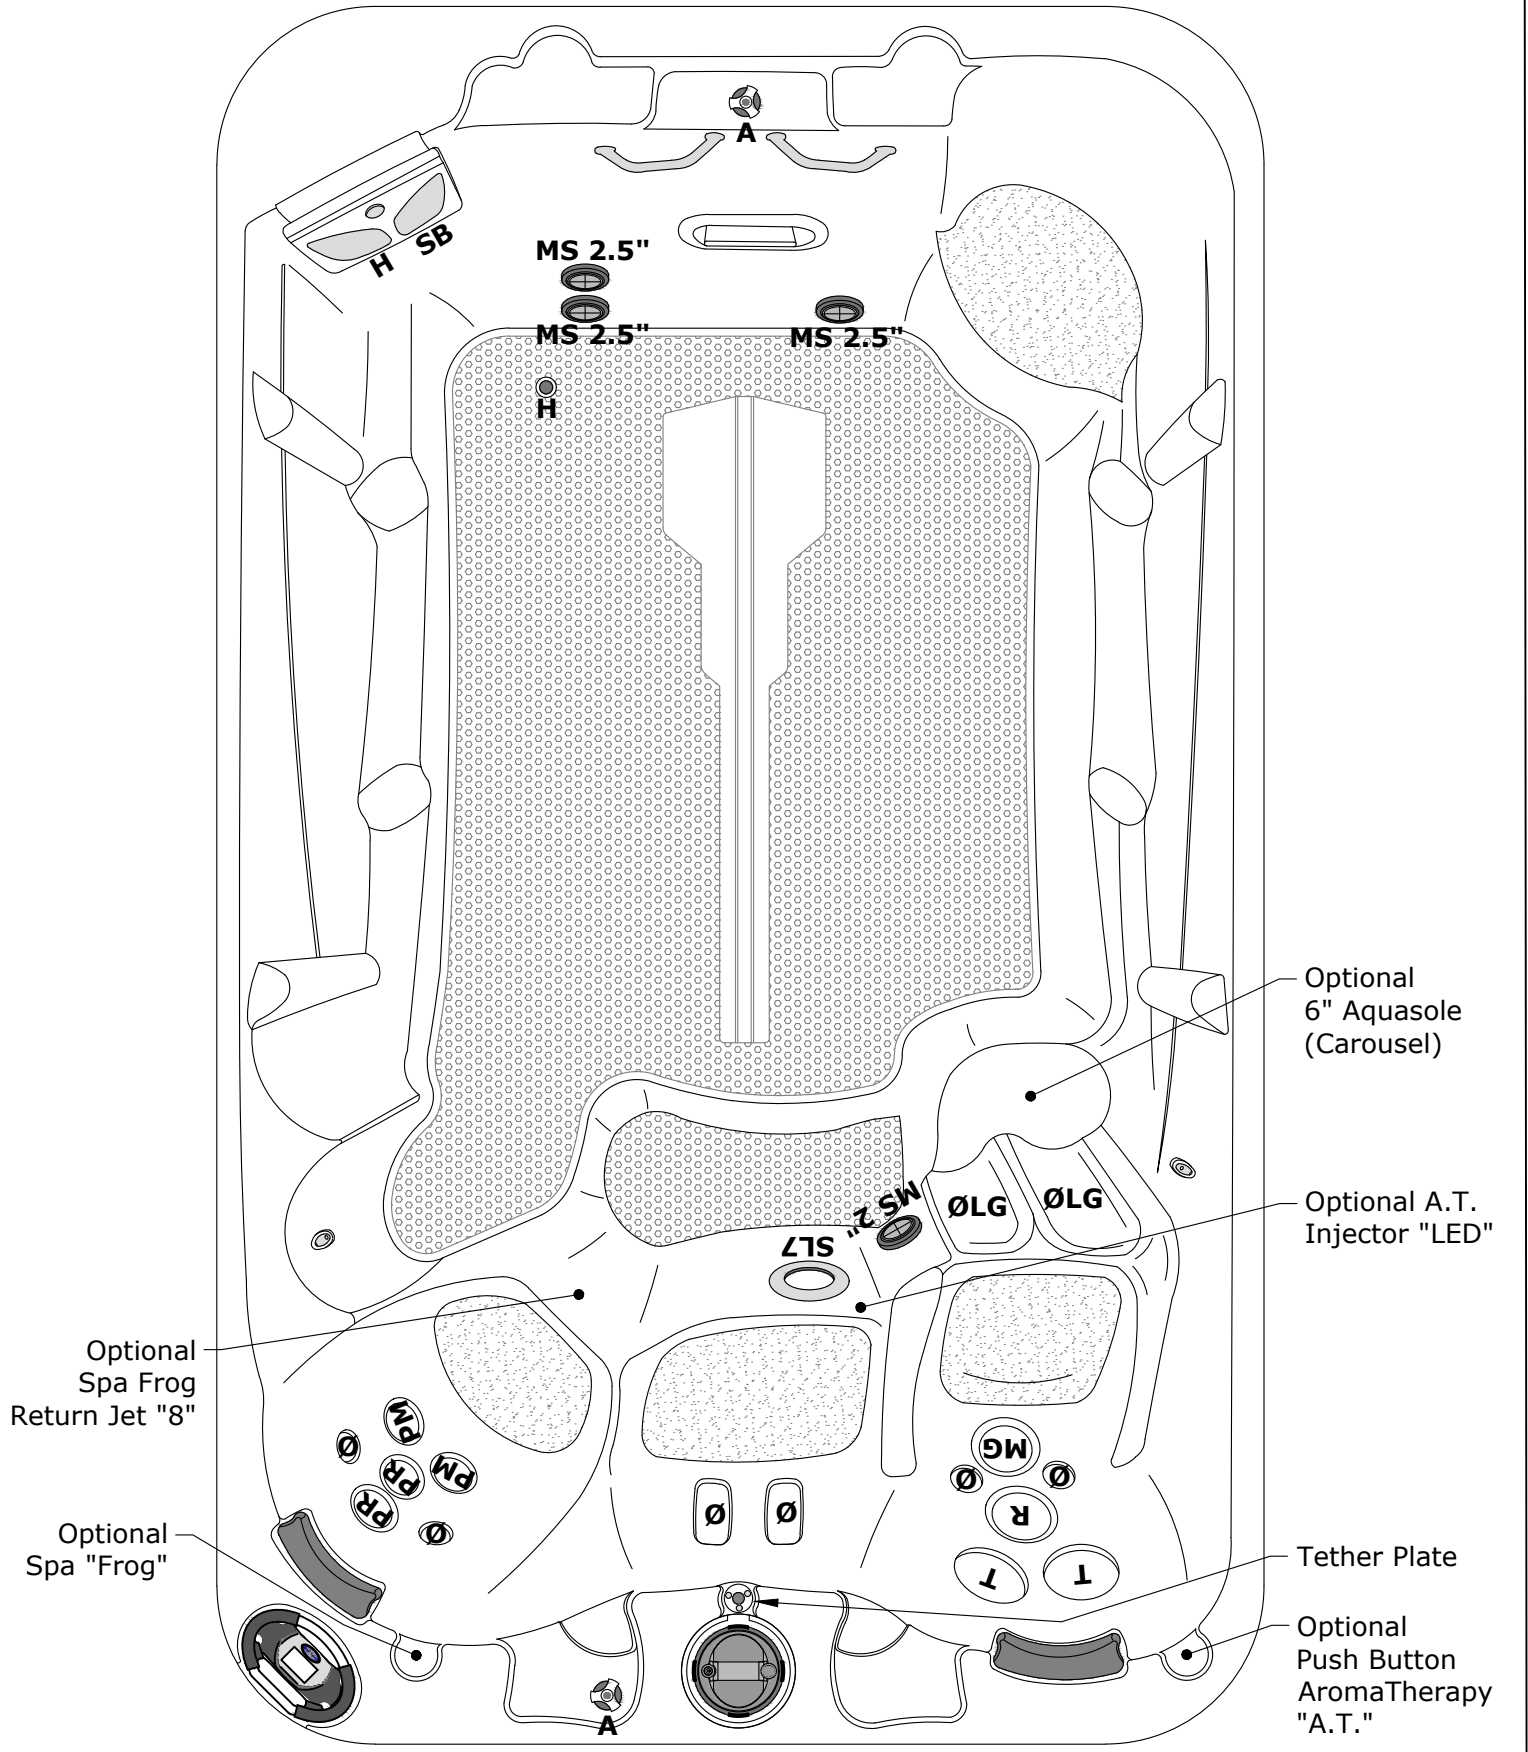 A
SB
H
MS 2.5"
MS 2.5"
MS 2.5"
H
Optional
6" Aquasole
(Carousel)
MS 2"
ØLG
ØLG
Optional A.T.
Injector "LED"
SL7
Optional
Spa Frog
Return Jet "8"
PM
Ø
PR
PM
PR
Ø
Ø
Ø
MG
Ø
Ø
R
T
T
Optional
Spa "Frog"
Tether Plate
Optional
Push Button
AromaTherapy
"A.T."
A